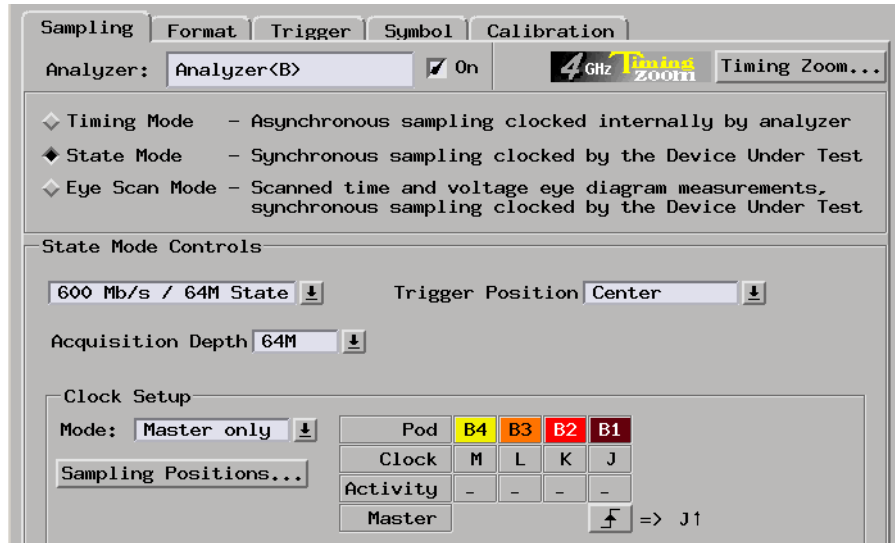 Sampling Format Trigger Symbol Calibration
Analyzer: Analyzer<B> On 4 GHz Timing zoom Timing Zoom...
Timing Mode - Asynchronous sampling clocked internally by analyzer
State Mode - Synchronous sampling clocked by the Device Under Test
Eye Scan Mode - Scanned time and voltage eye diagram measurements,
synchronous sampling clocked by the Device Under Test
State Mode Controls
600 Mb/s / 64M State Trigger Position Center
Acquisition Depth 64M
Clock Setup
Mode: Master only Pod B4 B3 B2 B1
Clock M L K J
Sampling Positions...
Activity - - - -
Master => J↑